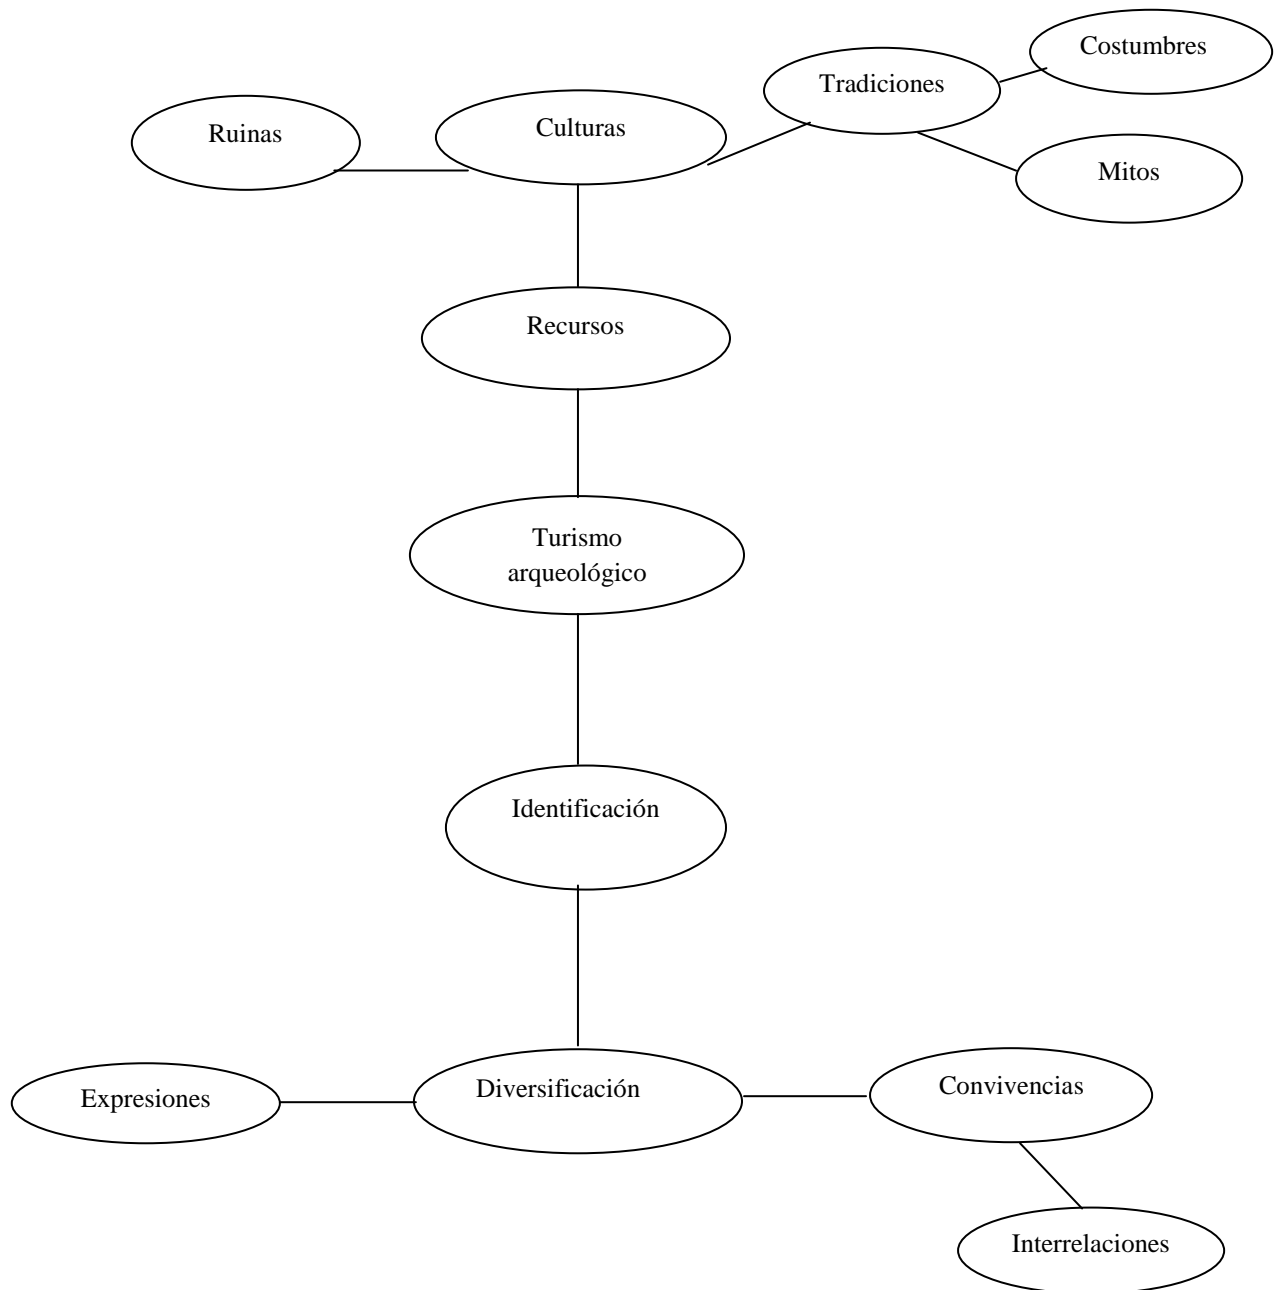 Costumbres
Tradiciones
Ruinas
Culturas
Mitos
Recursos
Turismo
arqueológico
Identificación
Expresiones
Diversificación
Convivencias
Interrelaciones